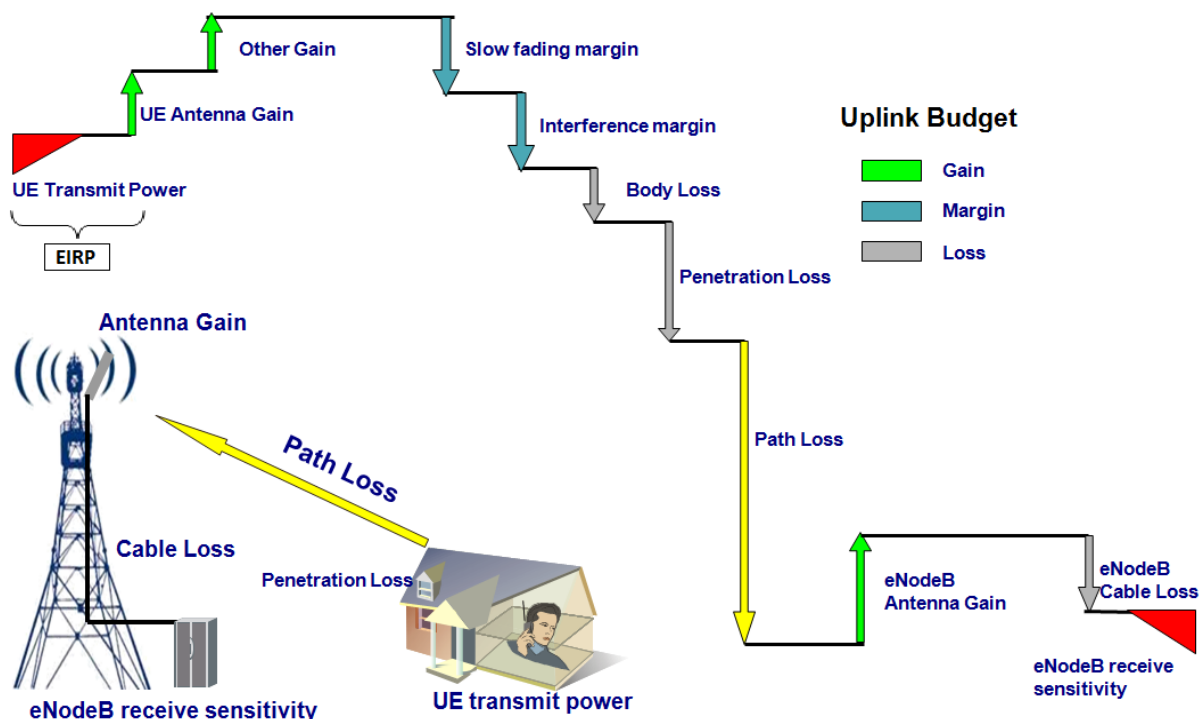 Other Gain
Slow fading margin
UE Antenna Gain
Interference margin
Uplink Budget
Gain
Margin
Loss
UE Transmit Power
EIRP
Body Loss
Penetration Loss
Antenna Gain
Path Loss
Path Loss
Cable Loss
Penetration Loss
eNodeB
Antenna Gain
eNodeB
Cable Loss
eNodeB receive
sensitivity
UE transmit power
eNodeB receive sensitivity